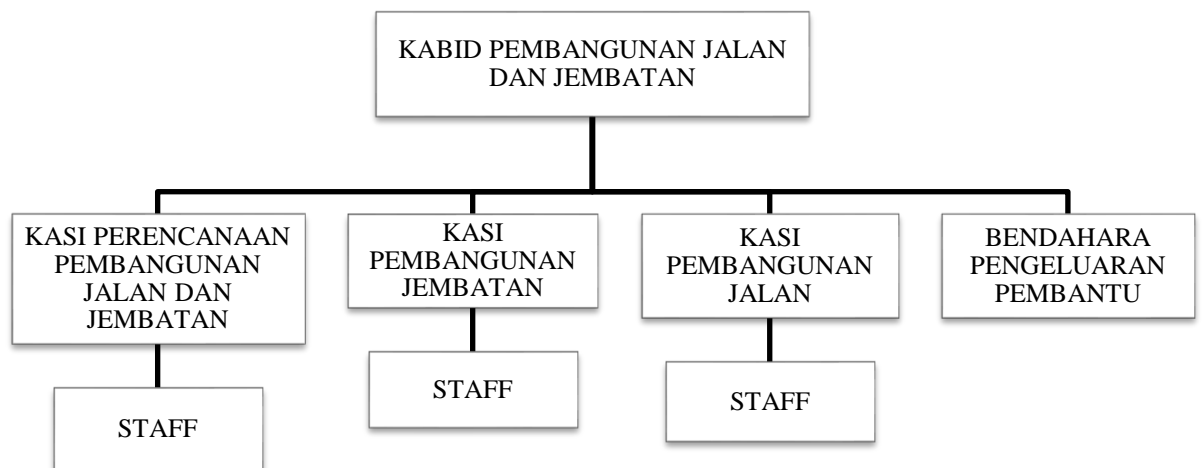 KABID PEMBANGUNAN JALAN
DAN JEMBATAN
KASI PERENCANAAN
PEMBANGUNAN
JALAN DAN
JEMBATAN
KASI
PEMBANGUNAN
JEMBATAN
KASI
PEMBANGUNAN
JALAN
BENDAHARA
PENGELUARAN
PEMBANTU
STAFF
STAFF
STAFF